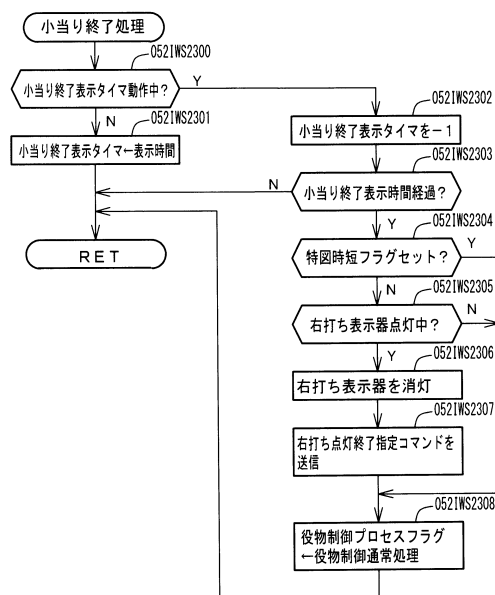 小当り終了処理
052IWS2300
小当り終了表示タイマ動作中?
Y
N
052IWS2301
小当り終了表示タイマ←表示時間
RET
052IWS2302
小当り終了表示タイマを-1
052IWS2303
小当り終了表示時間経過?
N
Y
052IWS2304
特図時短フラグセット?
Y
N
052IWS2305
右打ち表示器点灯中?
N
Y
052IWS2306
右打ち表示器を消灯
052IWS2307
右打ち点灯終了指定コマンドを
送信
052IWS2308
役物制御プロセスフラグ
←役物制御通常処理